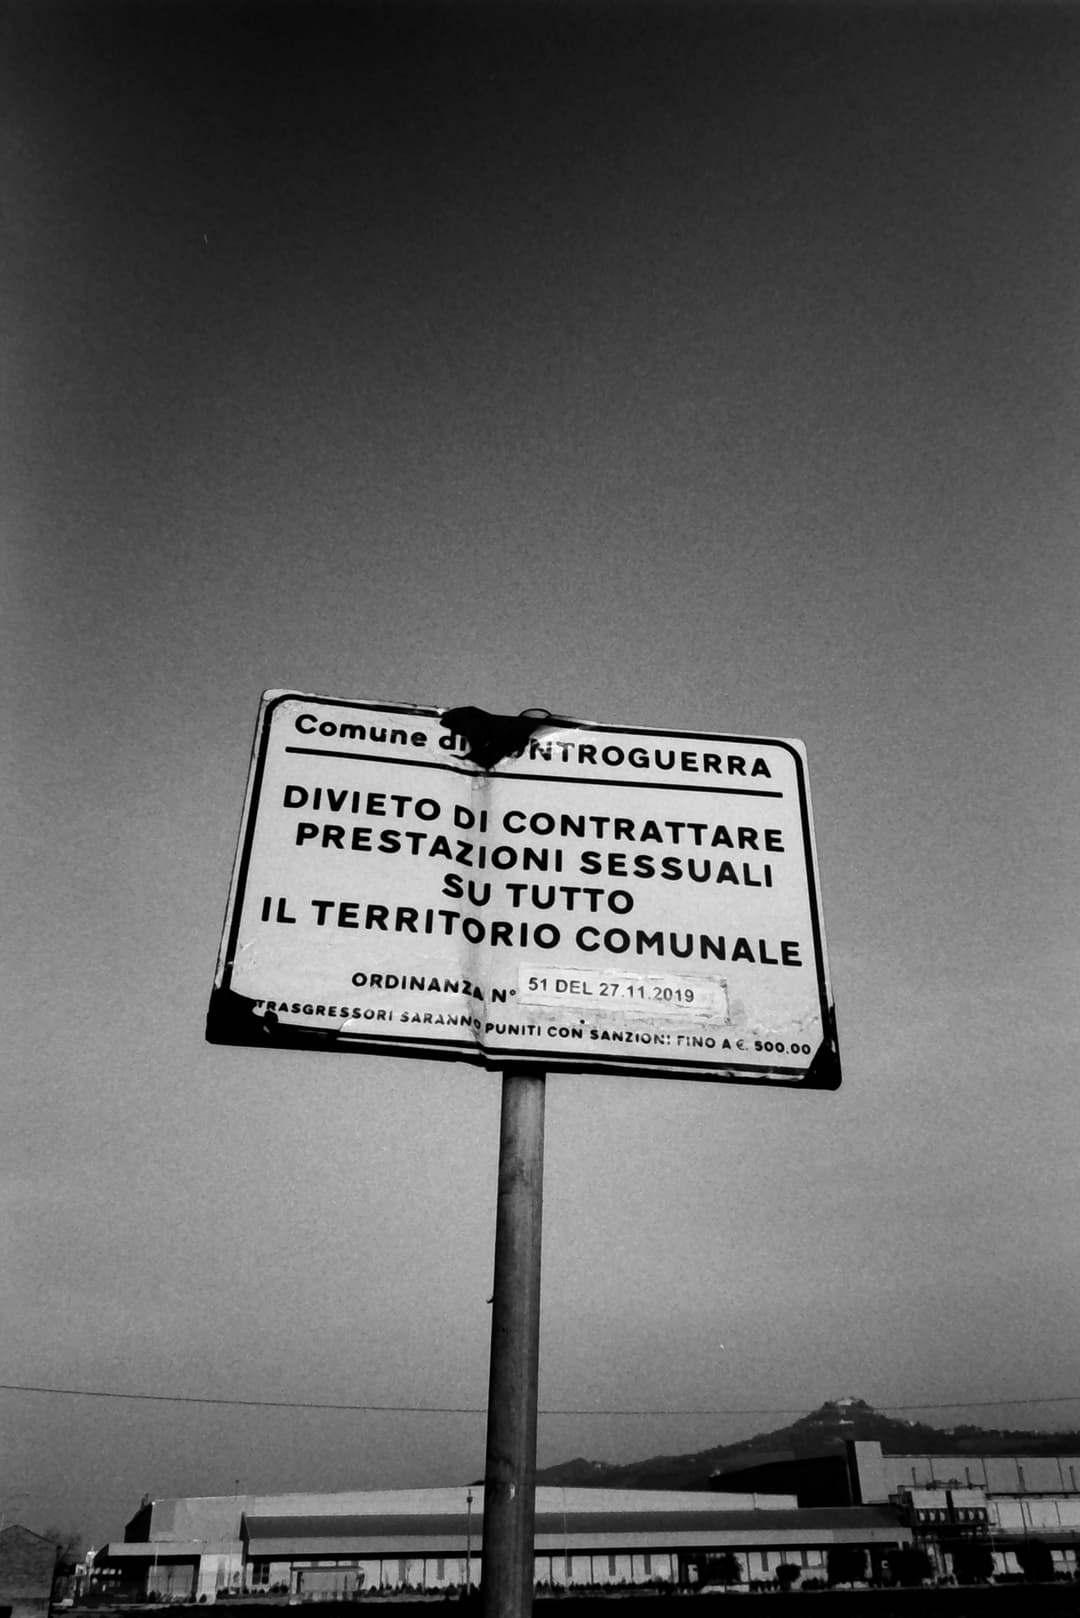 Comune di CONTROGUERRA
DIVIETO DI CONTRATTARE
PRESTAZIONI SESSUALI
SU TUTTO
IL TERRITORIO COMUNALE
ORDINANZA N° 51 DEL 27.11.2019
TRASGRESSORI SARANNO PUNITI CON SANZIONI FINO A €. 500,00